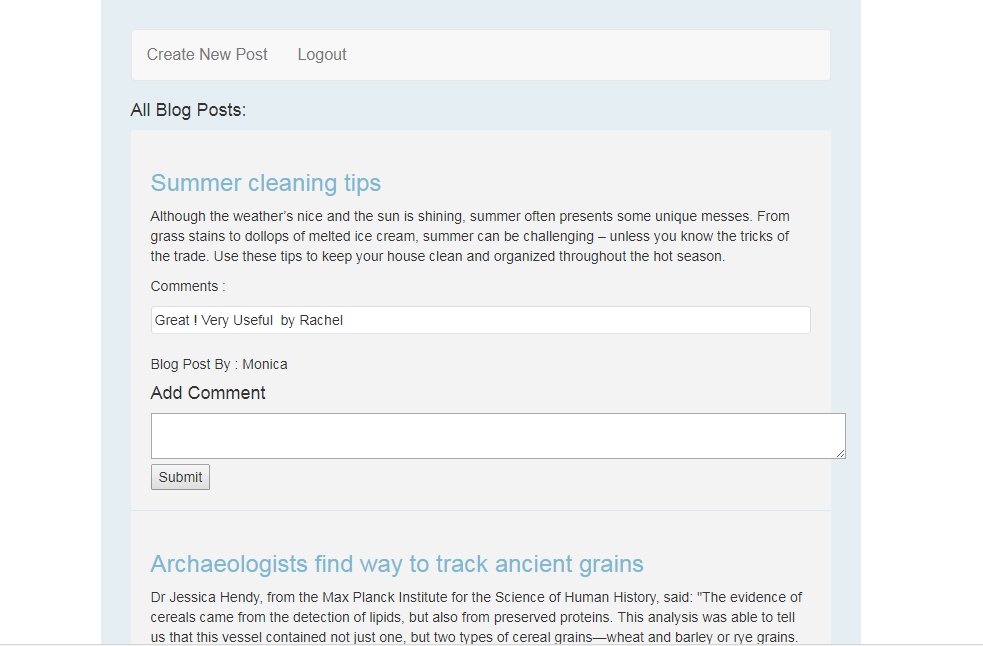 Create New Post Logout
All Blog Posts:
Summer cleaning tips
Although the weather’s nice and the sun is shining, summer often presents some unique messes. From
grass stains to dollops of melted ice cream, summer can be challenging – unless you know the tricks of
the trade. Use these tips to keep your house clean and organized throughout the hot season.
Comments :
Great ! Very Useful  by Rachel
Blog Post By : Monica
Add Comment
Submit
Archaeologists find way to track ancient grains
Dr Jessica Hendy, from the Max Planck Institute for the Science of Human History, said: "The evidence of
cereals came from the detection of lipids, but also from preserved proteins. This analysis was able to tell
us that this vessel contained not just one, but two types of cereal grains—wheat and barley or rye grains.